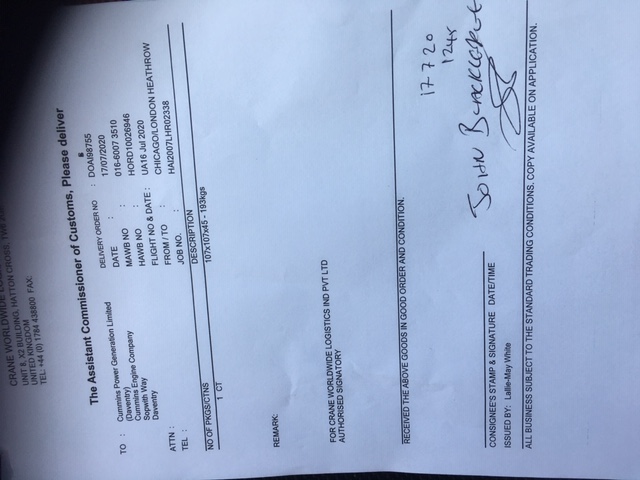 CRANE WORLDWIDE
UNIT 8, X2 BUILDING, HATTON CROSS, TW6
UNITED KINGDOM
TEL: +44 (0) 1784 438800 FAX:
The Assistant Commissioner of Customs, Please deliver
TO : Cummins Power Generation Limited
(Daventry)
Cummins Engine Company
Sopwith Way
Daventry
ATTN :
TEL :
DELIVERY ORDER NO : DOAI98755
DATE : 17/07/2020
MAWB NO : 016-6007 3510
HAWB NO : HORD10026946
FLIGHT NO & DATE : UA16 Jul 2020
FROM / TO : CHICAGO/LONDON HEATHROW
JOB NO. : HAI2007LHR02338
NO OF PKGS/CTNS DESCRIPTION
1 CT 107x107x45 - 193kgs
REMARK:
FOR CRANE WORLDWIDE LOGISTICS IND PVT LTD
AUTHORISED SIGNATORY
RECEIVED THE ABOVE GOODS IN GOOD ORDER AND CONDITION.
17 7 20
JOHN
CONSIGNEE'S STAMP & SIGNATURE DATE/TIME
ISSUED BY: Lallie-May White
ALL BUSINESS SUBJECT TO THE STANDARD TRADING CONDITIONS. COPY AVAILABLE ON APPLICATION.